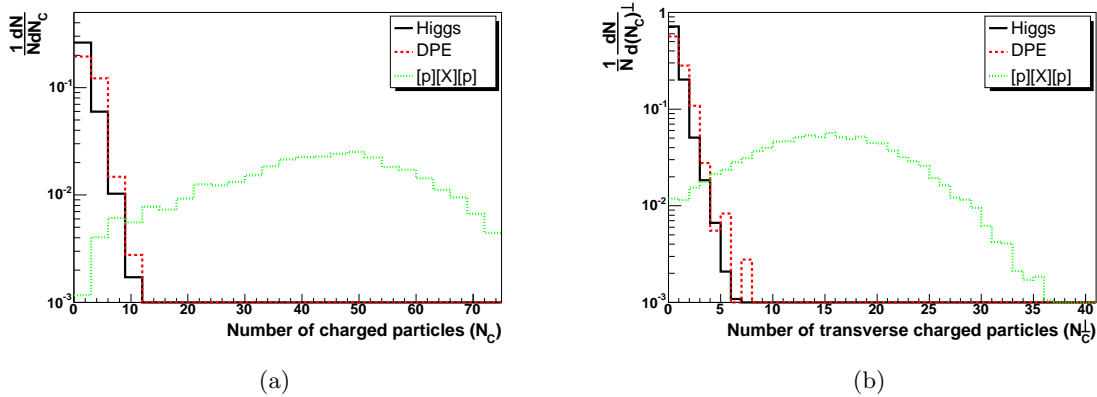 1/N dN/dN_C
Higgs
DPE
[p][X][p]
10⁻¹
10⁻²
10⁻³
0 10 20 30 40 50 60 70
Number of charged particles (N_C)
(a)
1/N dN/d(N_C)^⊥
Higgs
DPE
[p][X][p]
1
10⁻¹
10⁻²
10⁻³
0 5 10 15 20 25 30 35 40
Number of transverse charged particles (N_C^⊥)
(b)